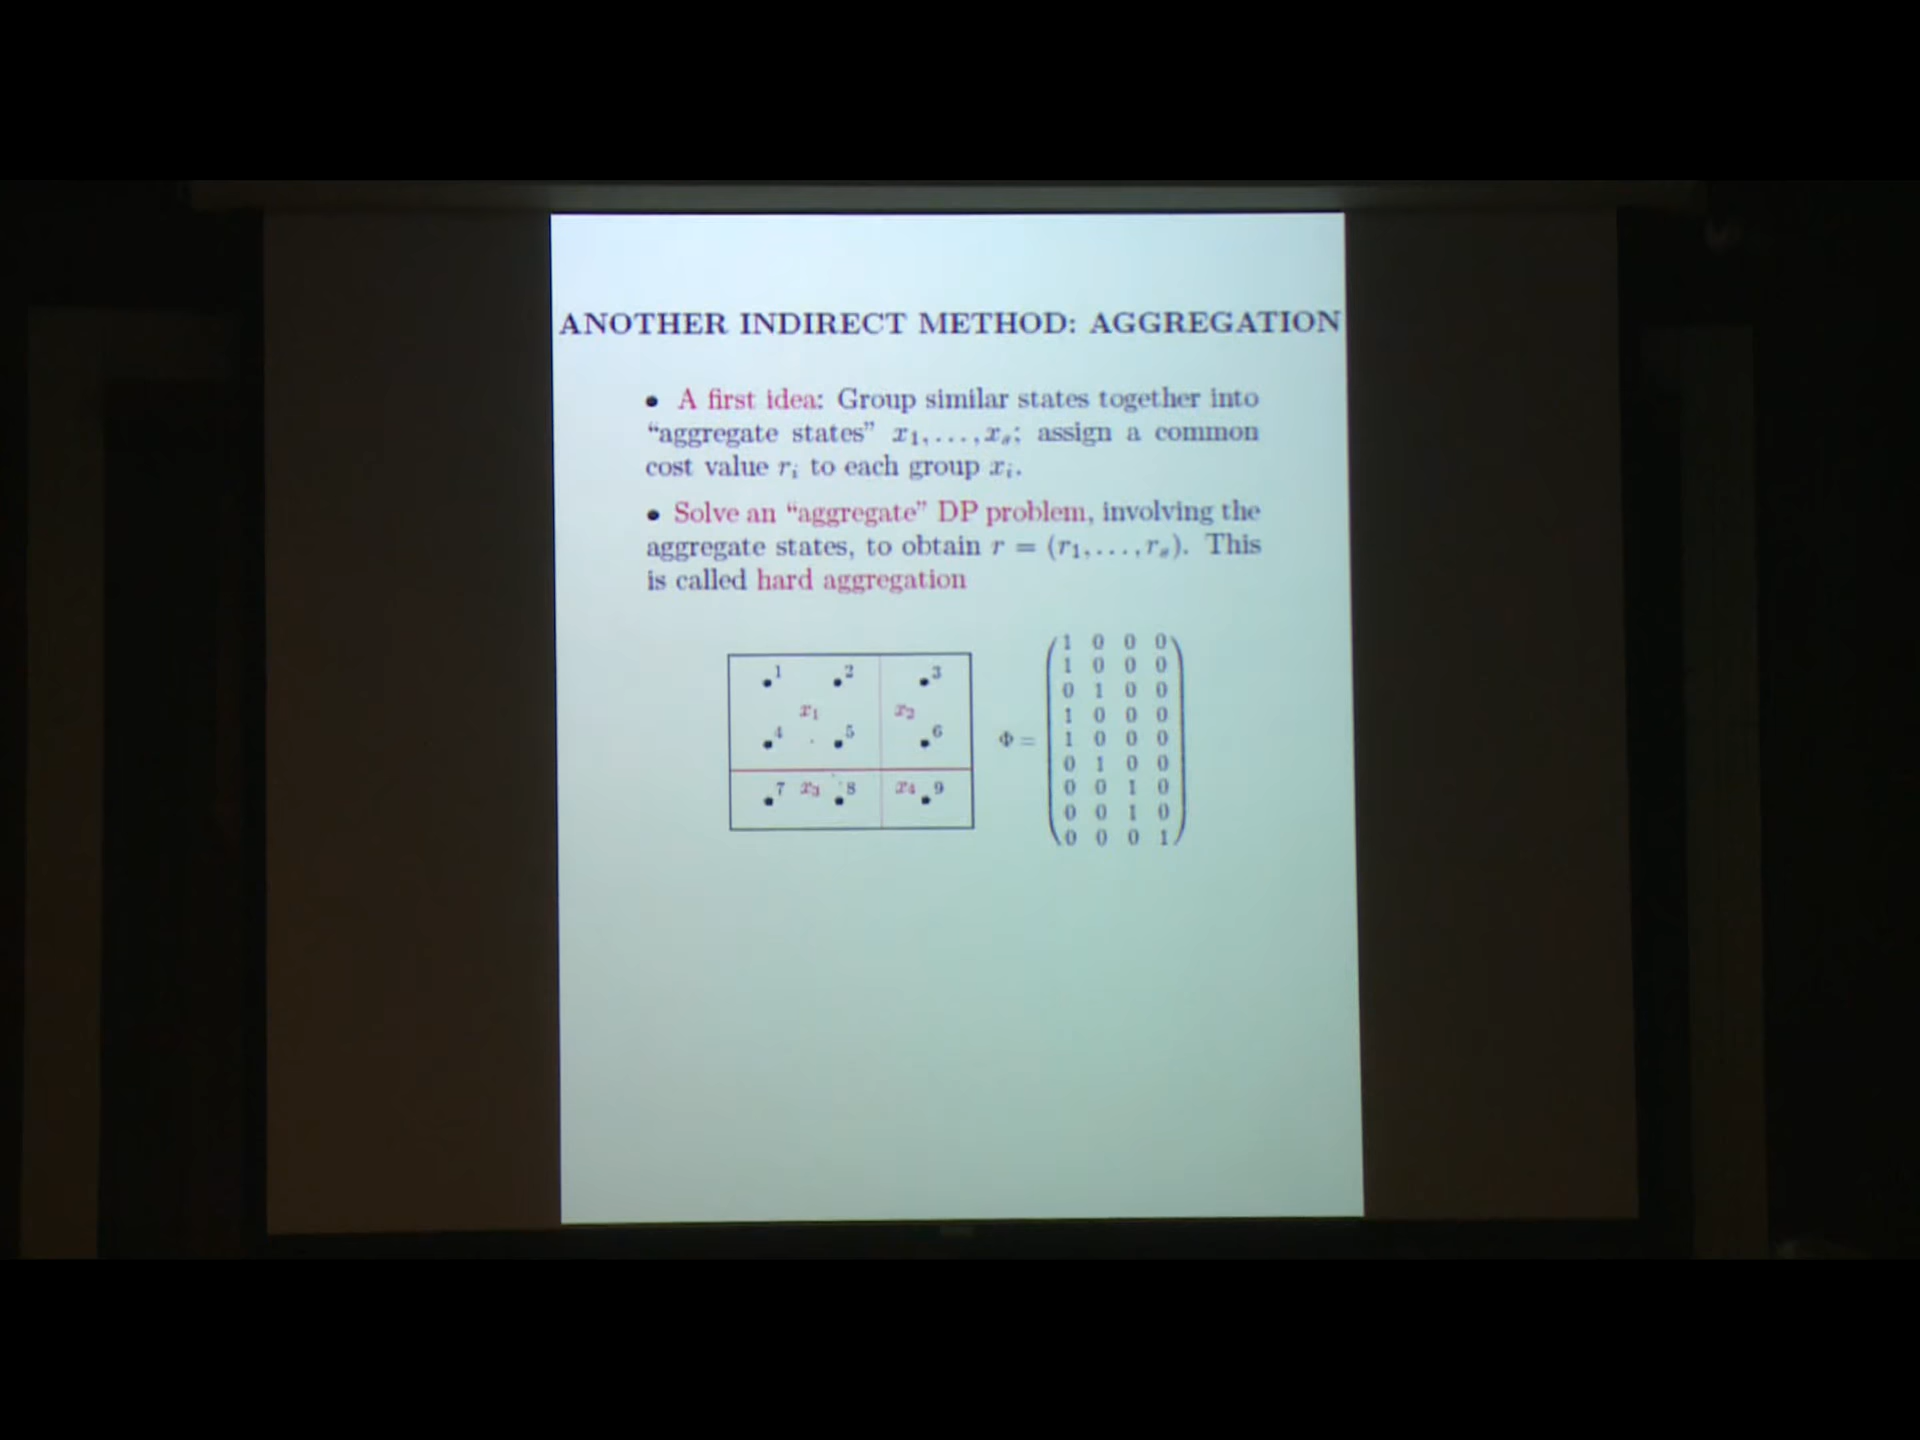 ANOTHER INDIRECT METHOD: AGGREGATION
• A first idea: Group similar states together into
“aggregate states” x₁, . . . , xₛ; assign a common
cost value rᵢ to each group xᵢ.
• Solve an “aggregate” DP problem, involving the
aggregate states, to obtain r = (r₁, . . . , rₛ). This
is called hard aggregation
1 2 3
x₁ x₂
4 5 6
7 x₃ 8 x₄ 9
Φ =
1 0 0 0
1 0 0 0
0 1 0 0
1 0 0 0
1 0 0 0
0 1 0 0
0 0 1 0
0 0 1 0
0 0 0 1